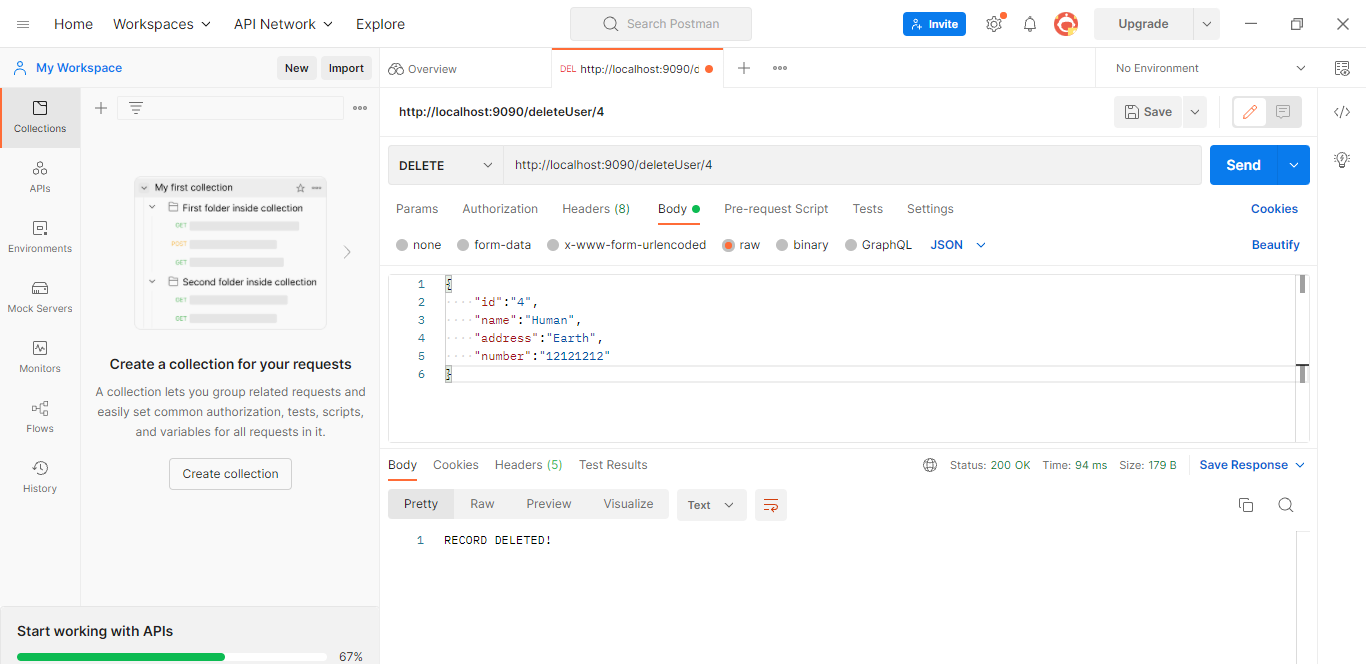 Home Workspaces API Network Explore Search Postman Invite Upgrade
My Workspace New Import Overview DEL http://localhost:9090/d No Environment
Collections
APIs
Environments
Mock Servers
Monitors
Flows
History
My first collection
First folder inside collection
GET
POST
GET
Second folder inside collection
GET
GET
Create a collection for your requests
A collection lets you group related requests and
easily set common authorization, tests, scripts,
and variables for all requests in it.
Create collection
Start working with APIs
67%
http://localhost:9090/deleteUser/4 Save
DELETE http://localhost:9090/deleteUser/4 Send
Params Authorization Headers (8) Body Pre-request Script Tests Settings Cookies
none form-data x-www-form-urlencoded raw binary GraphQL JSON Beautify
1 {
2 "id":"4",
3 "name":"Human",
4 "address":"Earth",
5 "number":"12121212"
6 }
Body Cookies Headers (5) Test Results Status: 200 OK Time: 94 ms Size: 179 B Save Response
Pretty Raw Preview Visualize Text
1 RECORD DELETED!